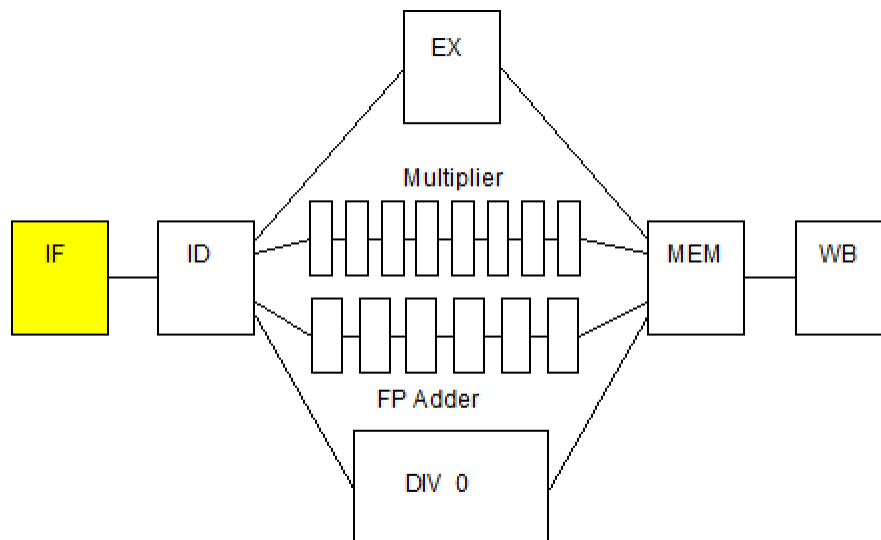 EX
Multiplier
IF
ID
MEM
WB
FP Adder
DIV 0